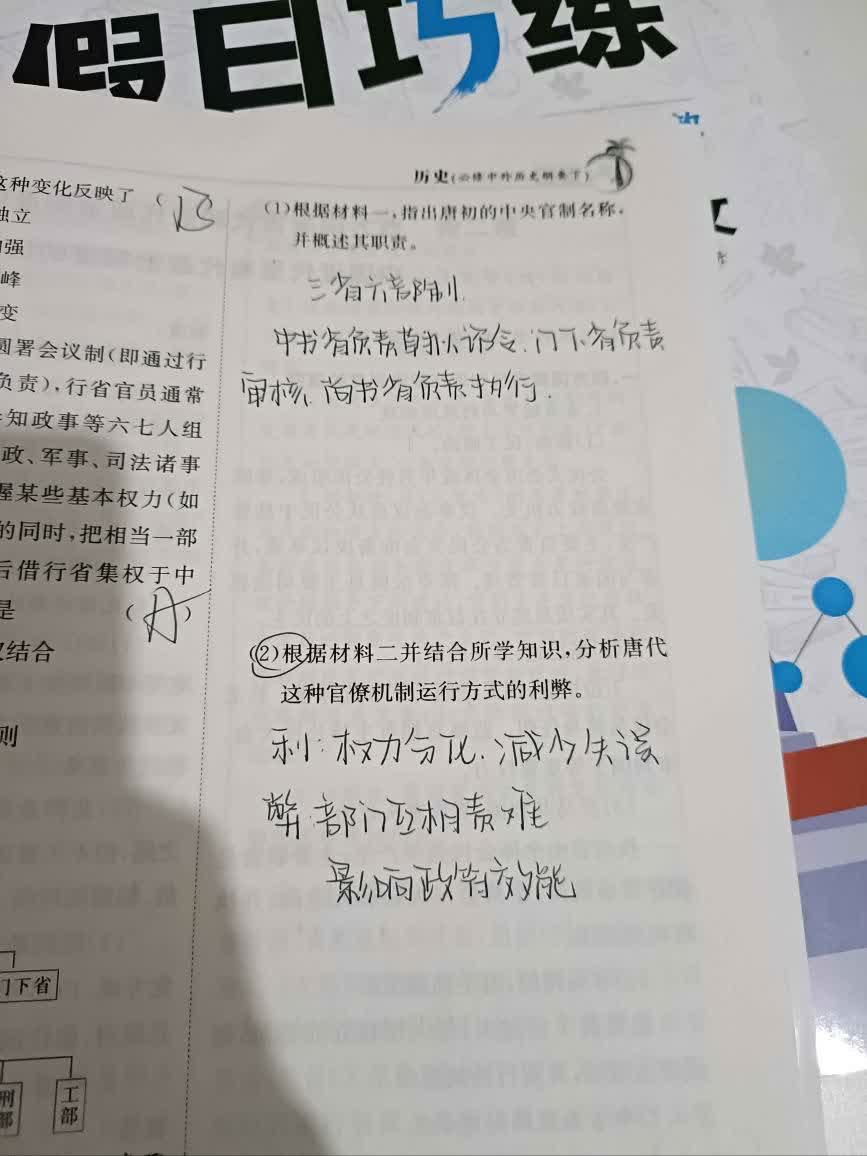 假日巧练
历史(必修中外历史纲要下)
这种变化反映了 ( B
独立
加强
峰
变
圆署会议制(即通过行
负责),行省官员通常
知政事等六七人组
政、军事、司法诸事
握某些基本权力(如
的同时,把相当一部
后借行省集权于中
是 ( A )
结合
则
门下省
刑部
工部
(1)根据材料一,指出唐初的中央官制名称,
并概述其职责。
三省六部制.
中书省负责草拟诏令.门下省负责
审核、尚书省负责执行.
(2)根据材料二并结合所学知识,分析唐代
这种官僚机制运行方式的利弊。
利:权力分化.减少失误
弊:部门互相责难
影响政府效能